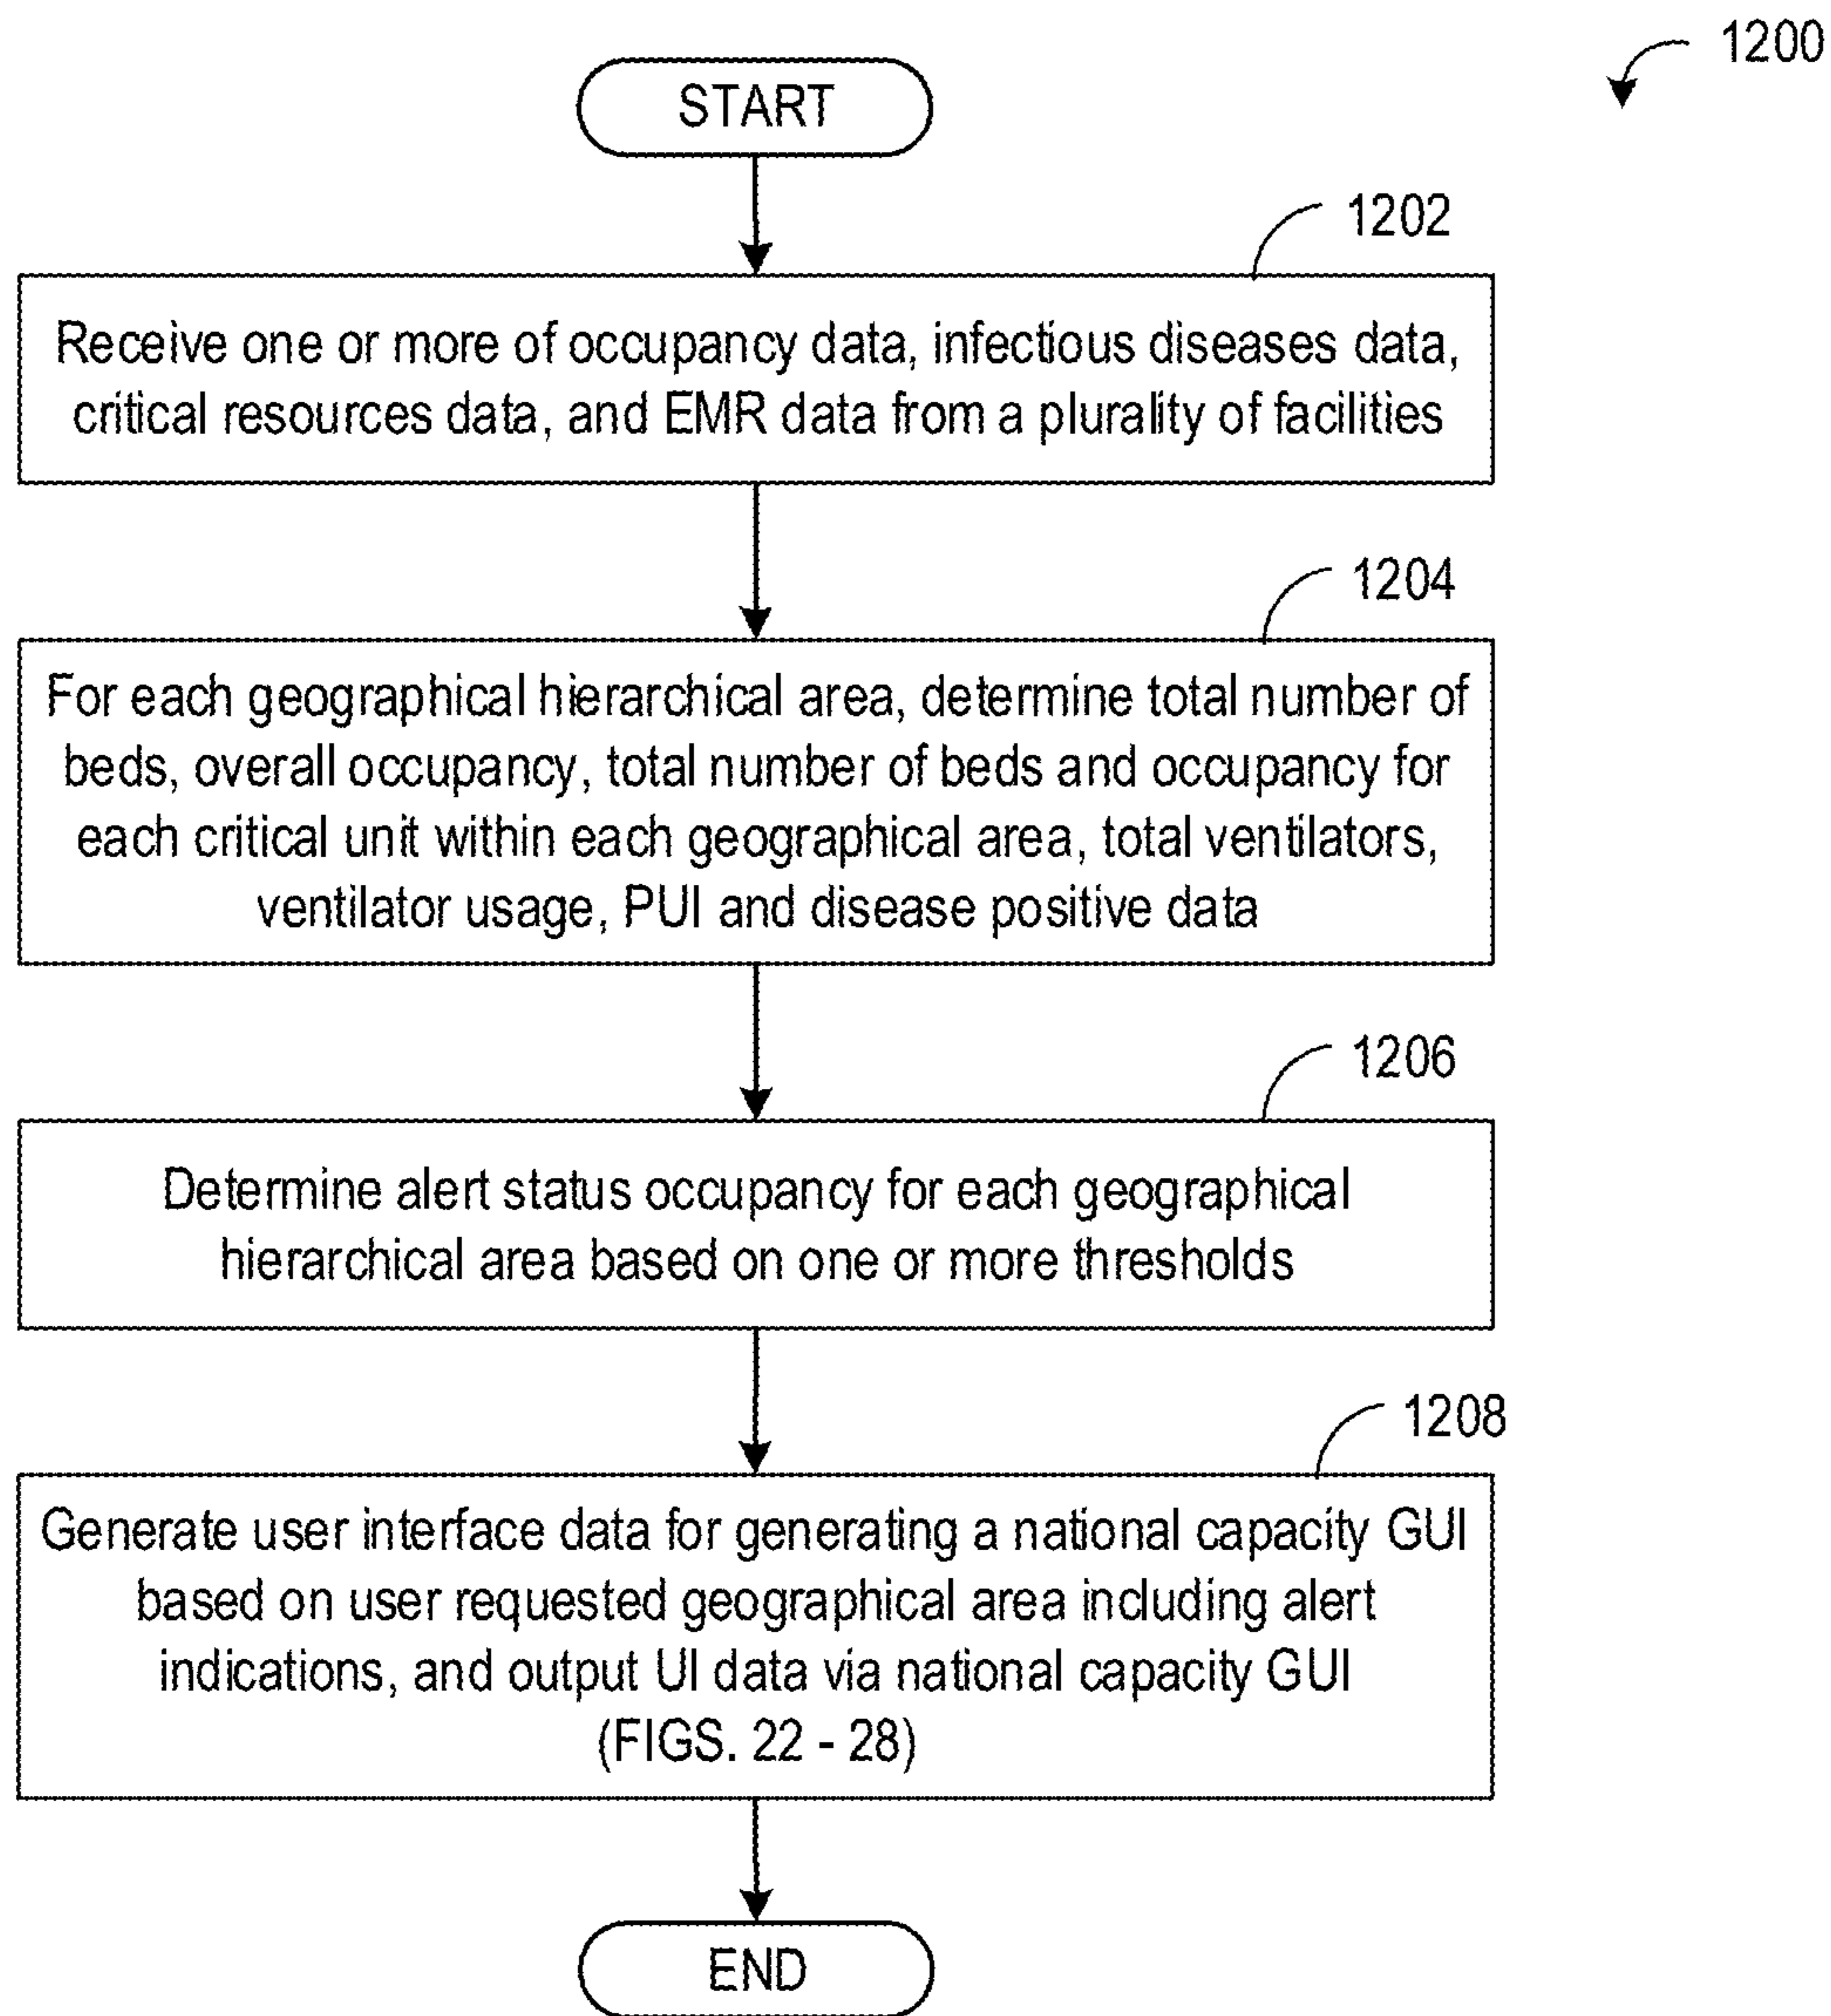 1200
START
1202
Receive one or more of occupancy data, infectious diseases data,
critical resources data, and EMR data from a plurality of facilities
1204
For each geographical hierarchical area, determine total number of
beds, overall occupancy, total number of beds and occupancy for
each critical unit within each geographical area, total ventilators,
ventilator usage, PUI and disease positive data
1206
Determine alert status occupancy for each geographical
hierarchical area based on one or more thresholds
1208
Generate user interface data for generating a national capacity GUI
based on user requested geographical area including alert
indications, and output UI data via national capacity GUI
(FIGS. 22 - 28)
END